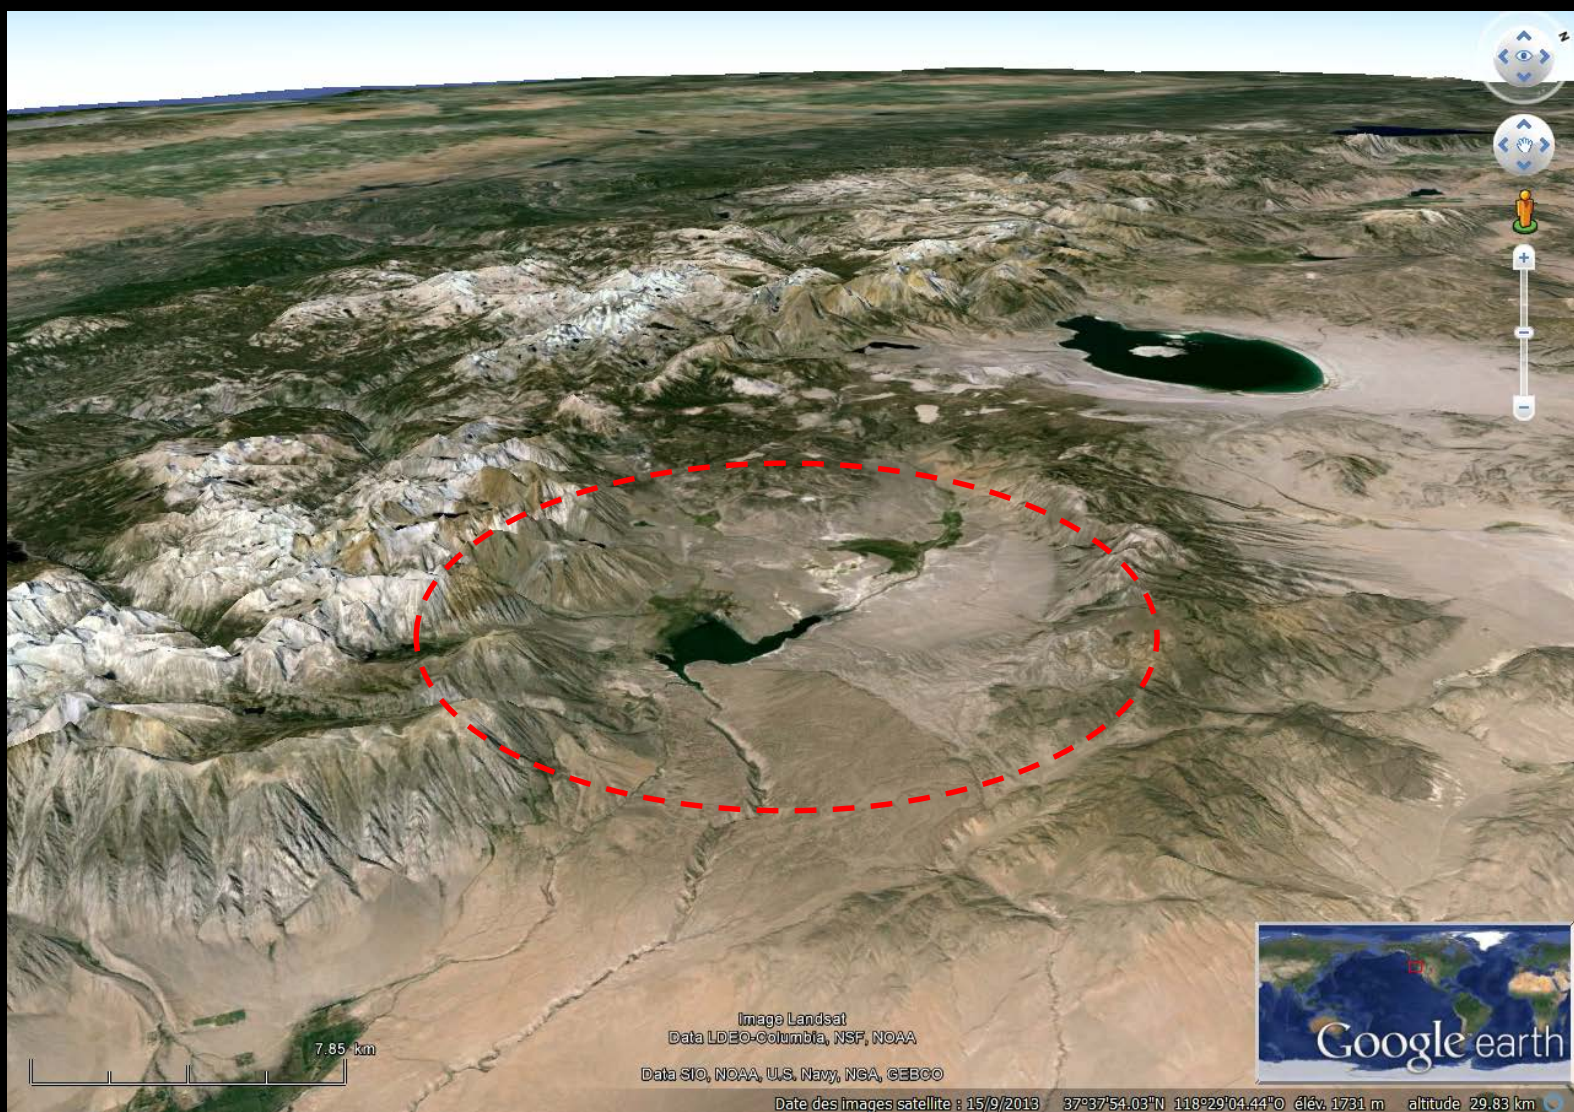 N
7.85 km
Image Landsat
Data LDEO-Columbia, NSF, NOAA
Data SIO, NOAA, U.S. Navy, NGA, GEBCO
Google earth
Date des images satellite : 15/9/2013 37°37'54.03"N 118°29'04.44"O élév. 1731 m altitude 29.83 km